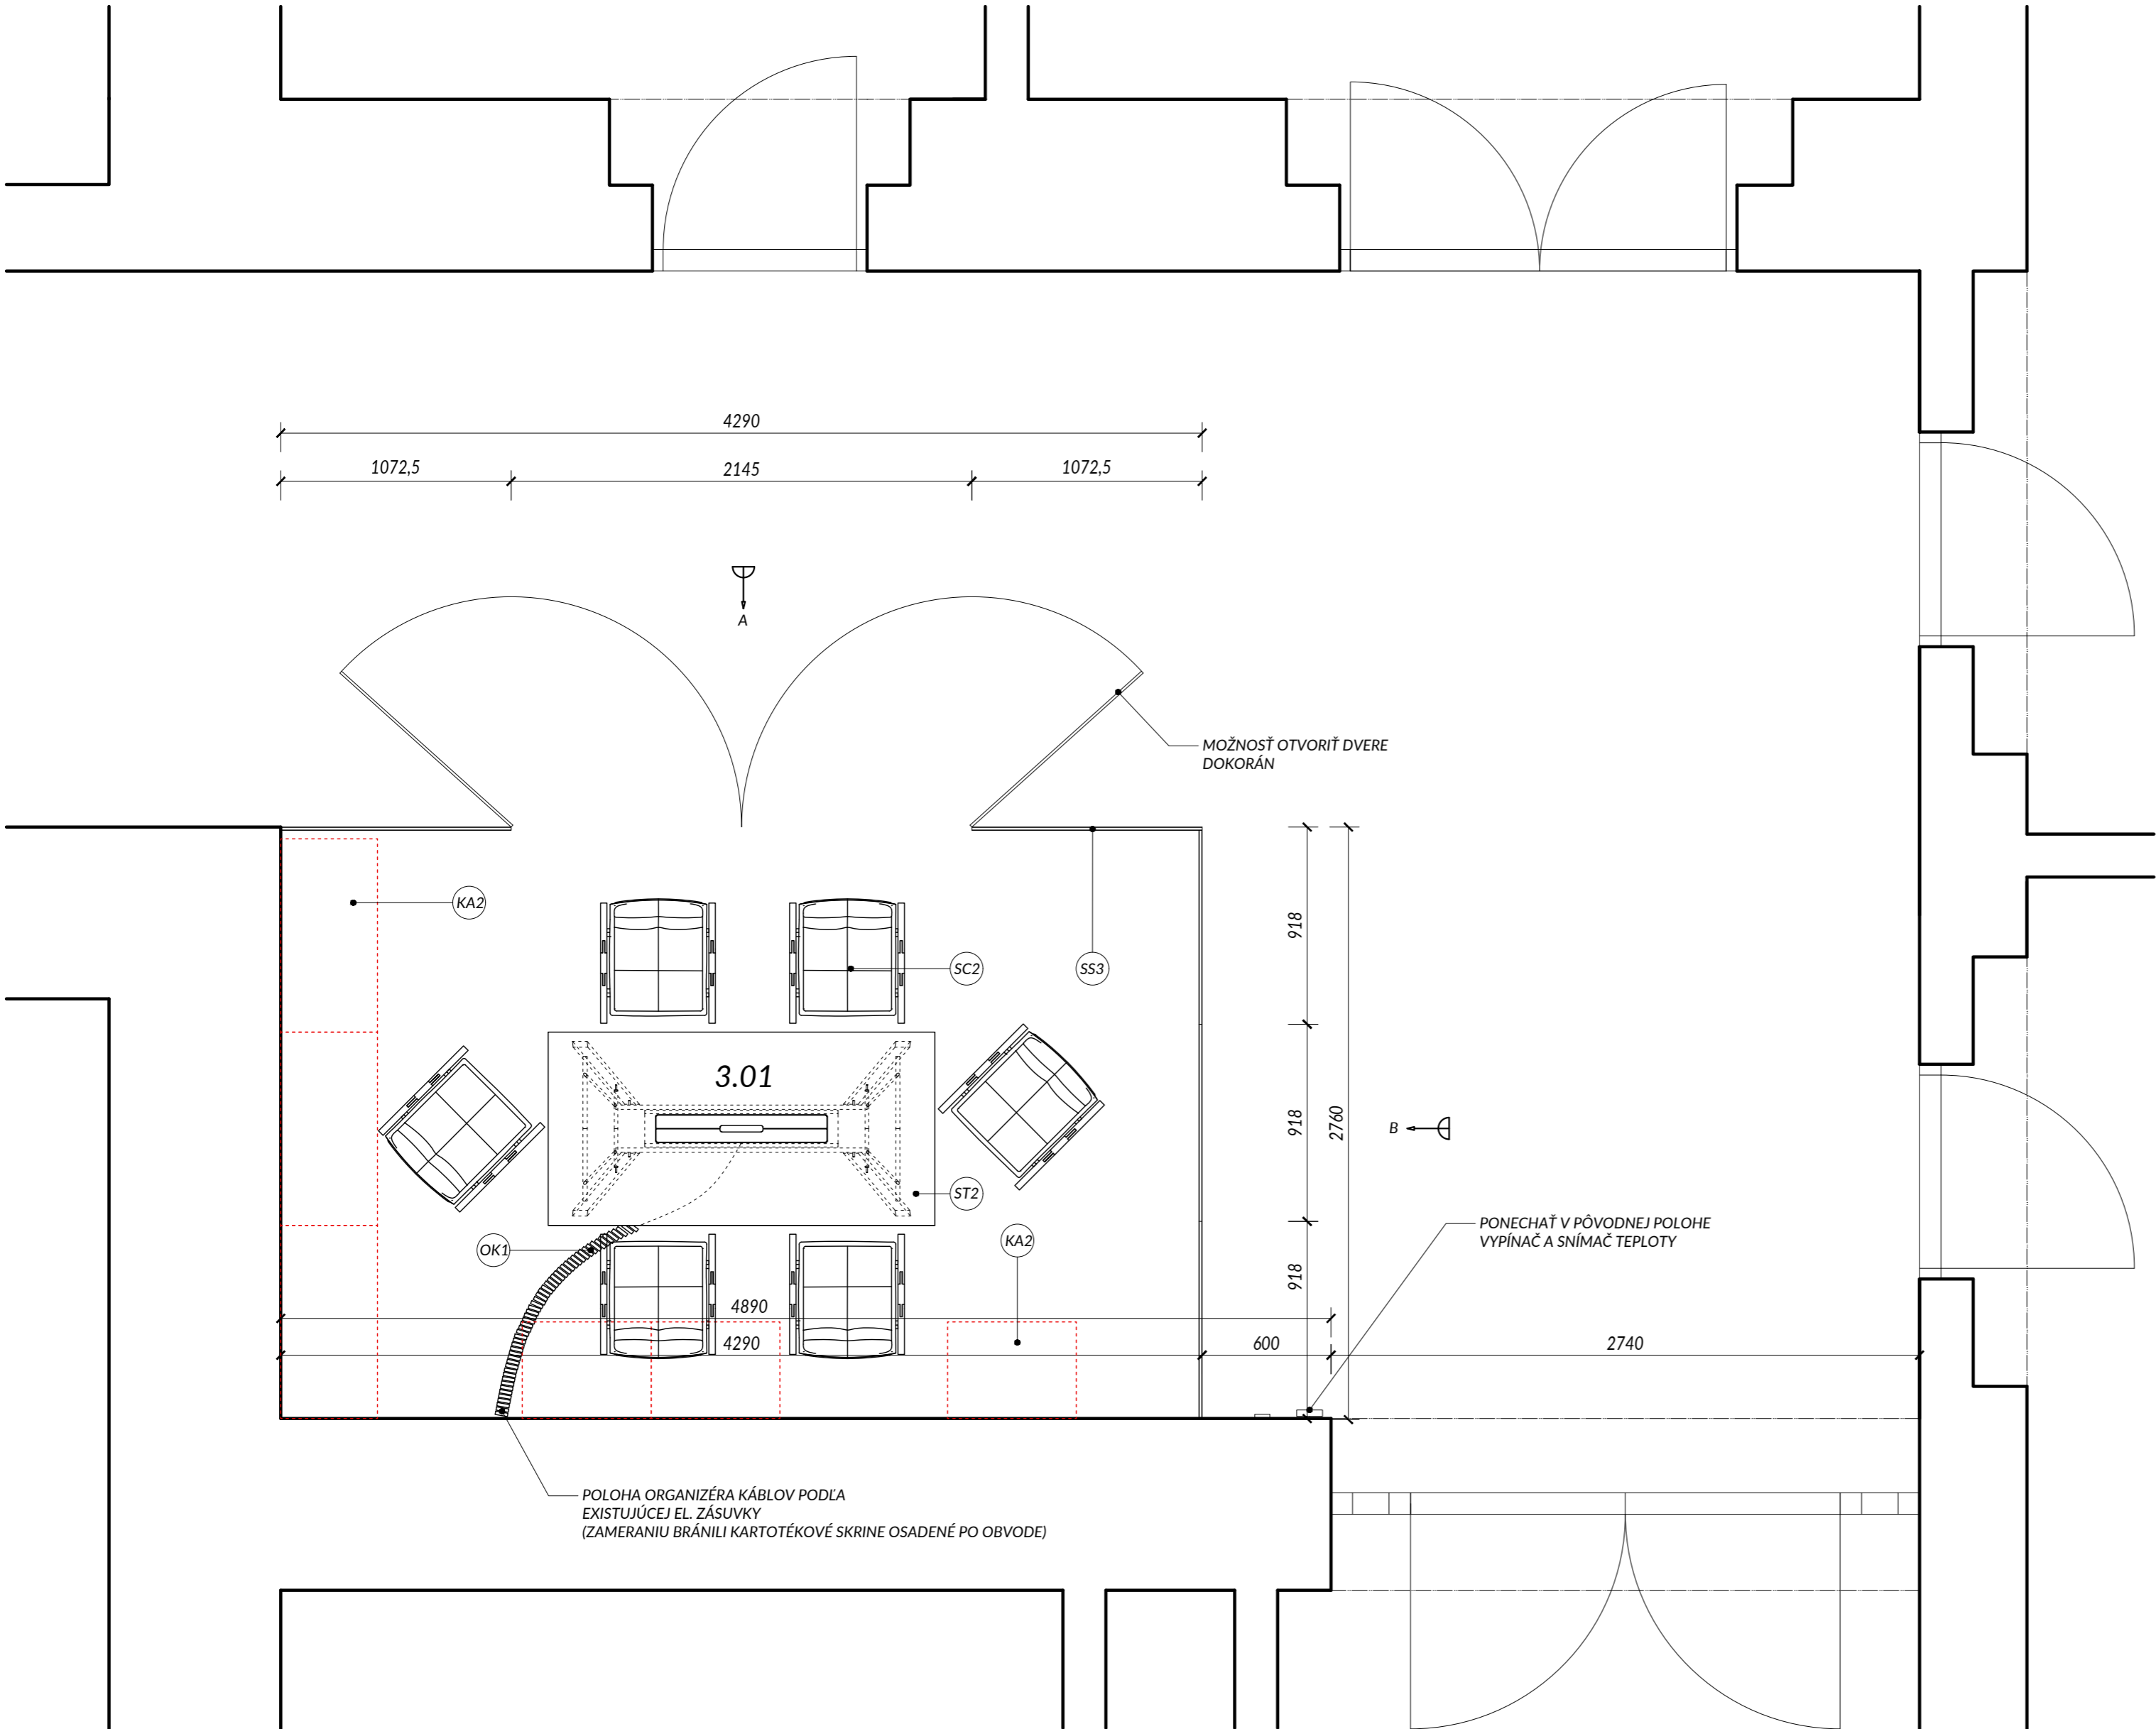 4290
1072,5
2145
1072,5
A
MOŽNOSŤ OTVORIŤ DVERE
DOKORÁN
KA2
918
SC2
SS3
3.01
918
2760
B
ST2
PONECHAŤ V PÔVODNEJ POLOHE
VYPÍNAČ A SNÍMAČ TEPLOTY
KA2
OK1
918
4890
4290
600
2740
POLOHA ORGANIZÉRA KÁBLOV PODĽA
EXISTUJÚCEJ EL. ZÁSUVKY
(ZAMERANIU BRÁNILI KARTOTÉKOVÉ SKRINE OSADENÉ PO OBVODE)